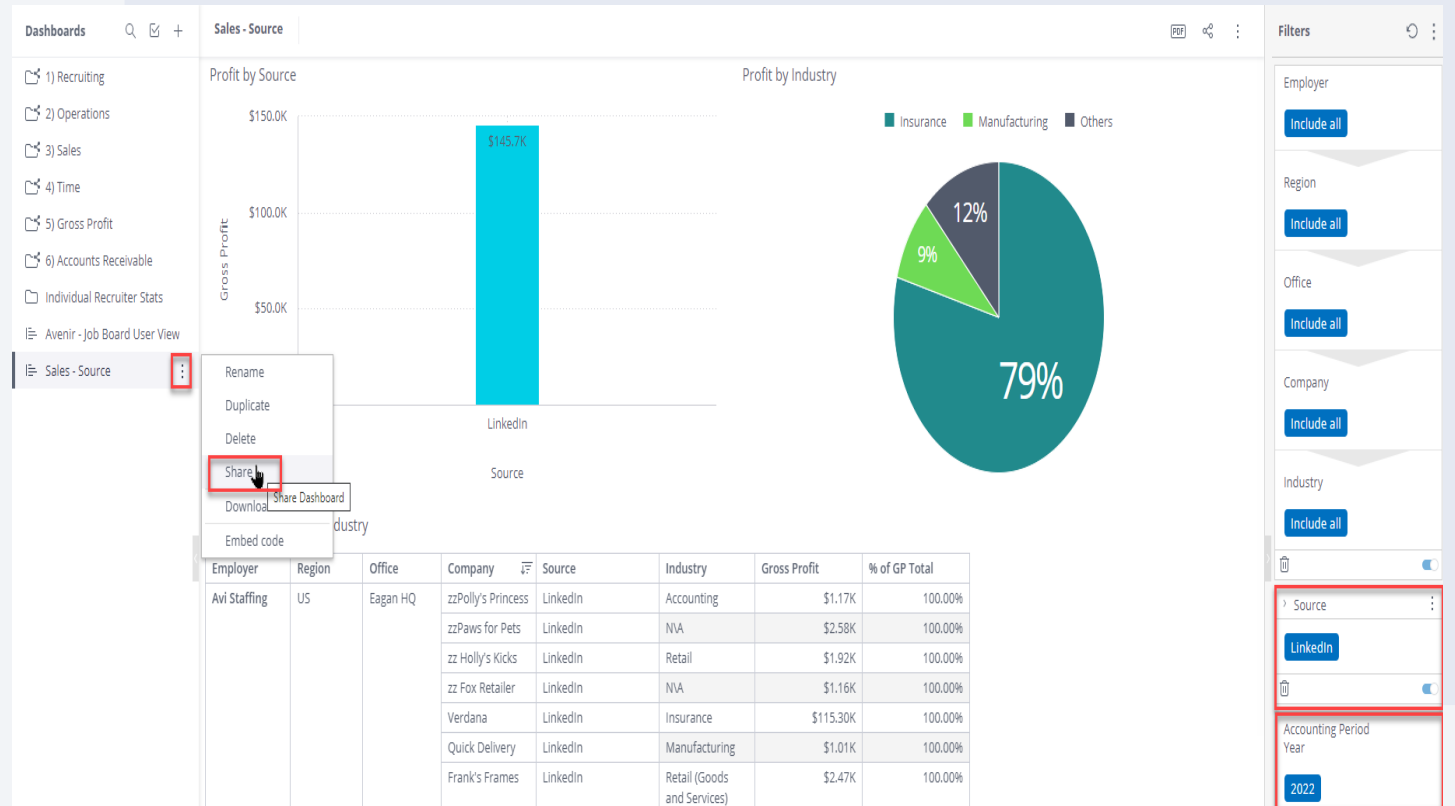 Dashboards
1) Recruiting
2) Operations
3) Sales
4) Time
5) Gross Profit
6) Accounts Receivable
Individual Recruiter Stats
Avenir - Job Board User View
Sales - Source
Rename
Duplicate
Delete
Share
Share Dashboard
Downloa
Embed code
Sales - Source
PDF
Profit by Source
$150.0K
$145.7K
$100.0K
$50.0K
Gross Profit
LinkedIn
Source
Profit by Industry
Insurance Manufacturing Others
12%
9%
79%
dustry
Employer Region Office Company Source Industry Gross Profit % of GP Total
Avi Staffing US Eagan HQ zzPolly's Princess LinkedIn Accounting $1.17K 100.00%
zzPaws for Pets LinkedIn N\A $2.58K 100.00%
zz Holly's Kicks LinkedIn Retail $1.92K 100.00%
zz Fox Retailer LinkedIn N\A $1.16K 100.00%
Verdana LinkedIn Insurance $115.30K 100.00%
Quick Delivery LinkedIn Manufacturing $1.01K 100.00%
Frank's Frames LinkedIn Retail (Goods $2.47K 100.00%
and Services)
Filters
Employer
Include all
Region
Include all
Office
Include all
Company
Include all
Industry
Include all
Source
LinkedIn
Accounting Period
Year
2022